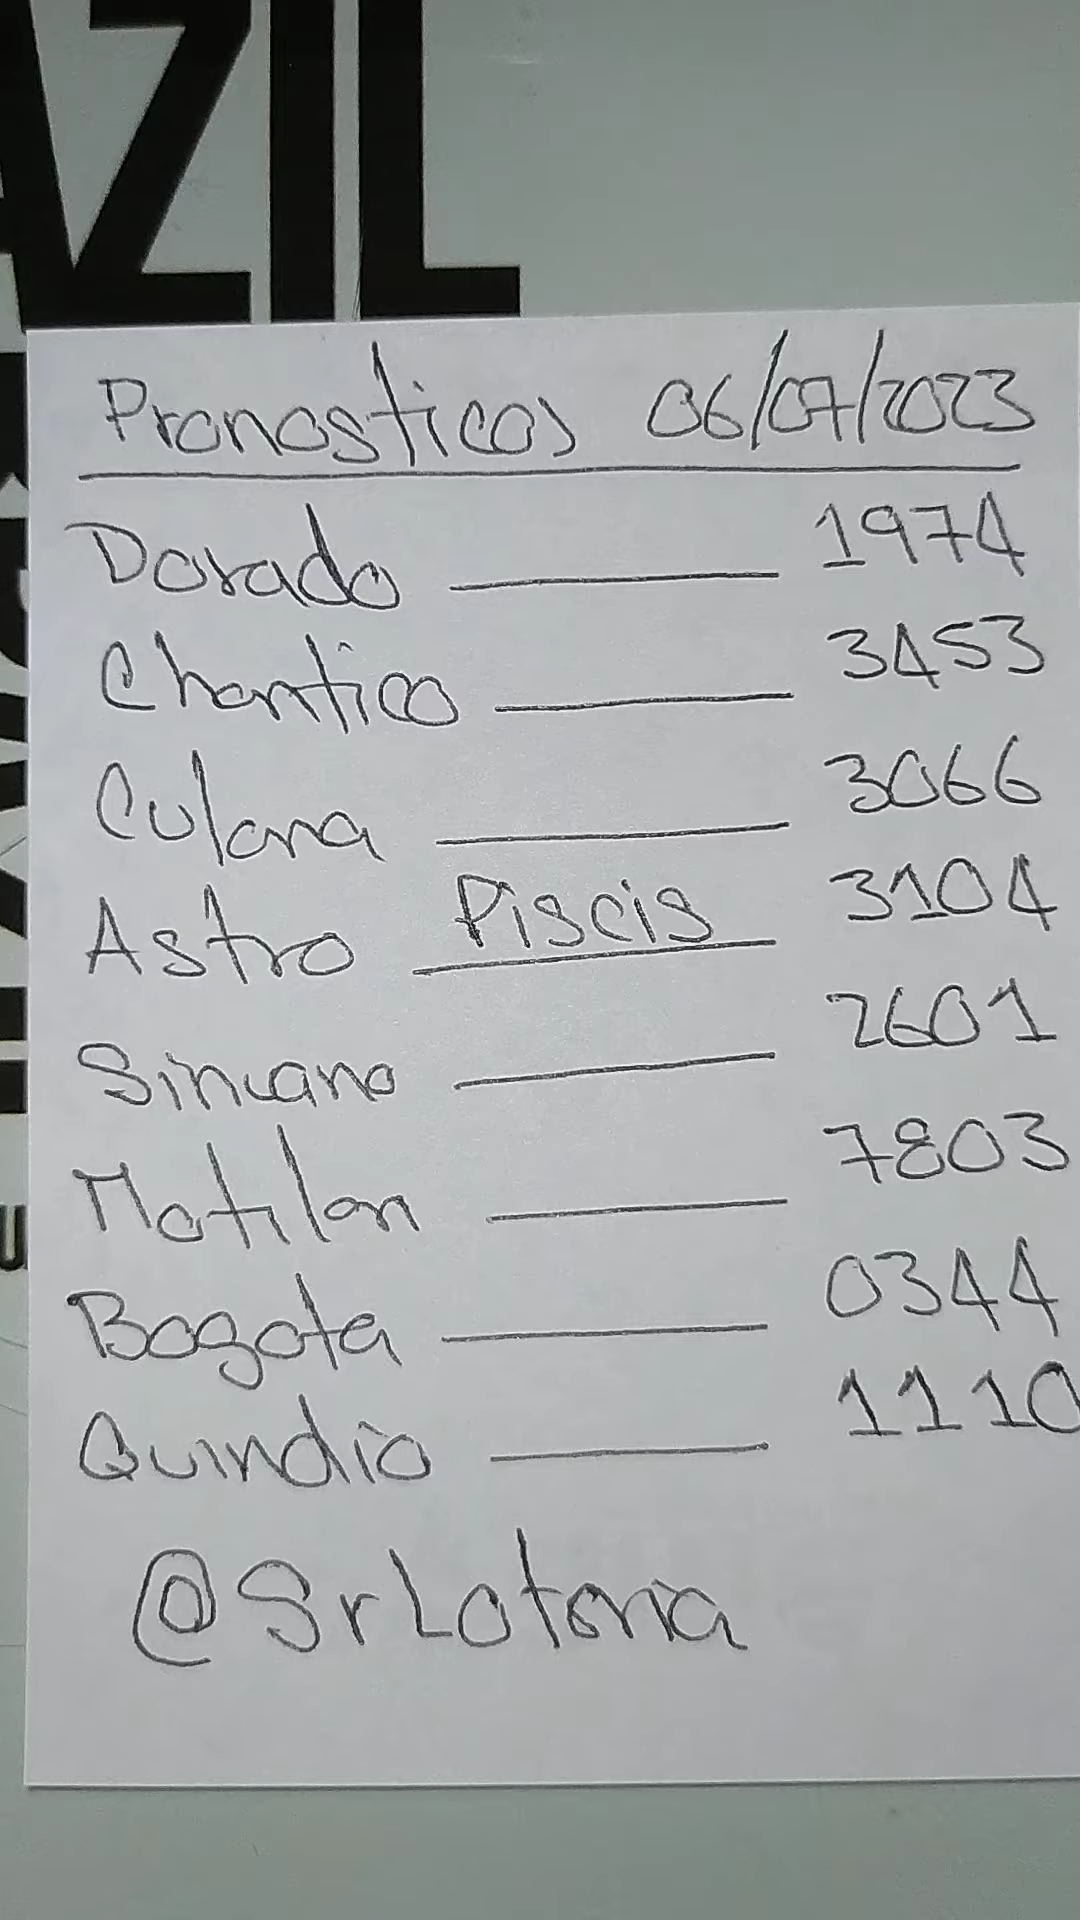 AZIL
Pronosticos 06/07/2023
Dorado 1974
Chontico 3453
Culona 3066
Astro Piscis 3104
Sinuano 2601
Motilon 7803
Bogota 0344
Quindio 1110
@SrLoteria